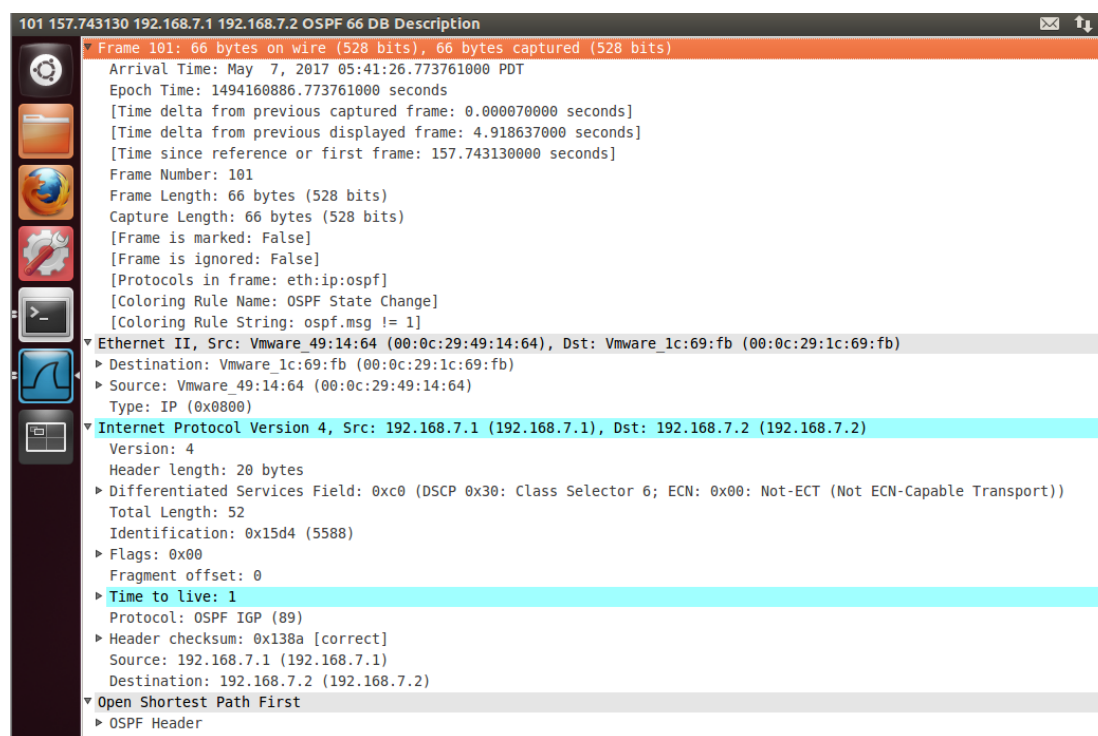 101 157.743130 192.168.7.1 192.168.7.2 OSPF 66 DB Description
Frame 101: 66 bytes on wire (528 bits), 66 bytes captured (528 bits)
Arrival Time: May  7, 2017 05:41:26.773761000 PDT
Epoch Time: 1494160886.773761000 seconds
[Time delta from previous captured frame: 0.000070000 seconds]
[Time delta from previous displayed frame: 4.918637000 seconds]
[Time since reference or first frame: 157.743130000 seconds]
Frame Number: 101
Frame Length: 66 bytes (528 bits)
Capture Length: 66 bytes (528 bits)
[Frame is marked: False]
[Frame is ignored: False]
[Protocols in frame: eth:ip:ospf]
[Coloring Rule Name: OSPF State Change]
[Coloring Rule String: ospf.msg != 1]
Ethernet II, Src: Vmware_49:14:64 (00:0c:29:49:14:64), Dst: Vmware_1c:69:fb (00:0c:29:1c:69:fb)
Destination: Vmware_1c:69:fb (00:0c:29:1c:69:fb)
Source: Vmware_49:14:64 (00:0c:29:49:14:64)
Type: IP (0x0800)
Internet Protocol Version 4, Src: 192.168.7.1 (192.168.7.1), Dst: 192.168.7.2 (192.168.7.2)
Version: 4
Header length: 20 bytes
Differentiated Services Field: 0xc0 (DSCP 0x30: Class Selector 6; ECN: 0x00: Not-ECT (Not ECN-Capable Transport))
Total Length: 52
Identification: 0x15d4 (5588)
Flags: 0x00
Fragment offset: 0
Time to live: 1
Protocol: OSPF IGP (89)
Header checksum: 0x138a [correct]
Source: 192.168.7.1 (192.168.7.1)
Destination: 192.168.7.2 (192.168.7.2)
Open Shortest Path First
OSPF Header